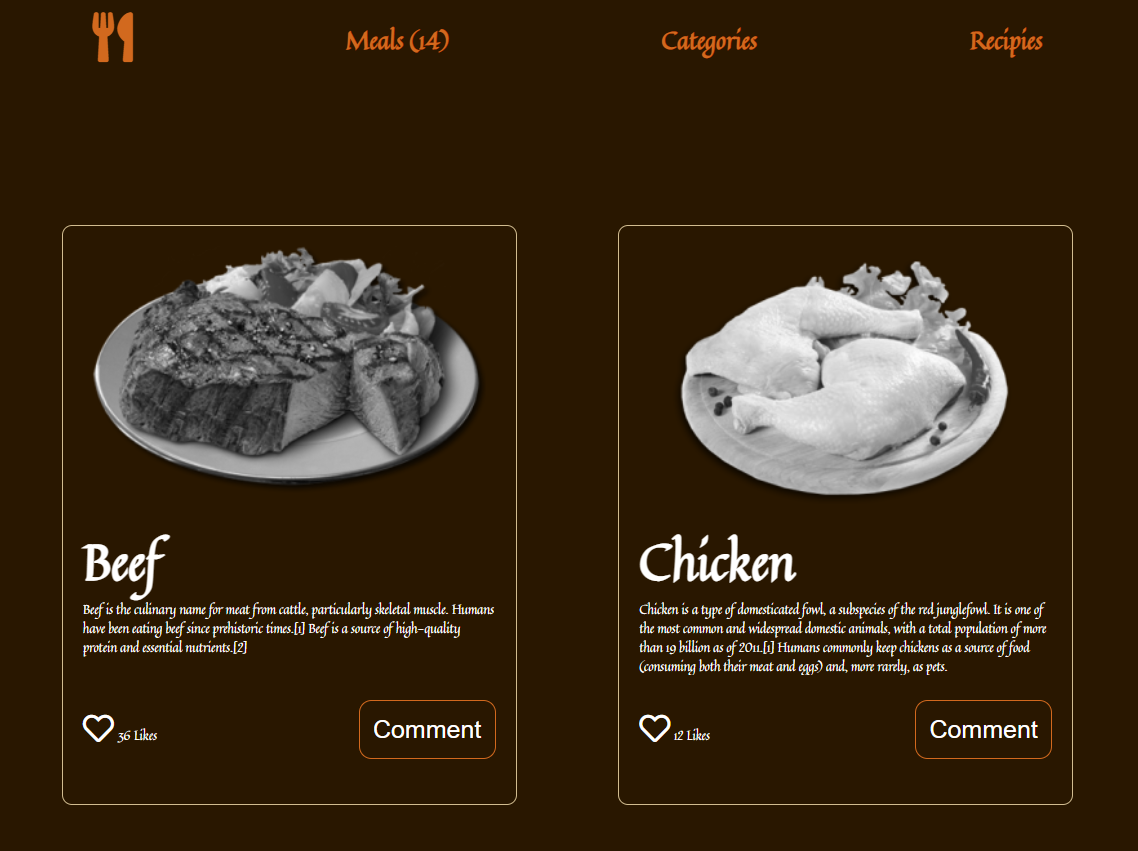 Meals (14) Categories Recipies
Beef
Beef is the culinary name for meat from cattle, particularly skeletal muscle. Humans
have been eating beef since prehistoric times.[1] Beef is a source of high-quality
protein and essential nutrients.[2]
36 Likes
Comment
Chicken
Chicken is a type of domesticated fowl, a subspecies of the red junglefowl. It is one of
the most common and widespread domestic animals, with a total population of more
than 19 billion as of 2011.[1] Humans commonly keep chickens as a source of food
(consuming both their meat and eggs) and, more rarely, as pets.
12 Likes
Comment